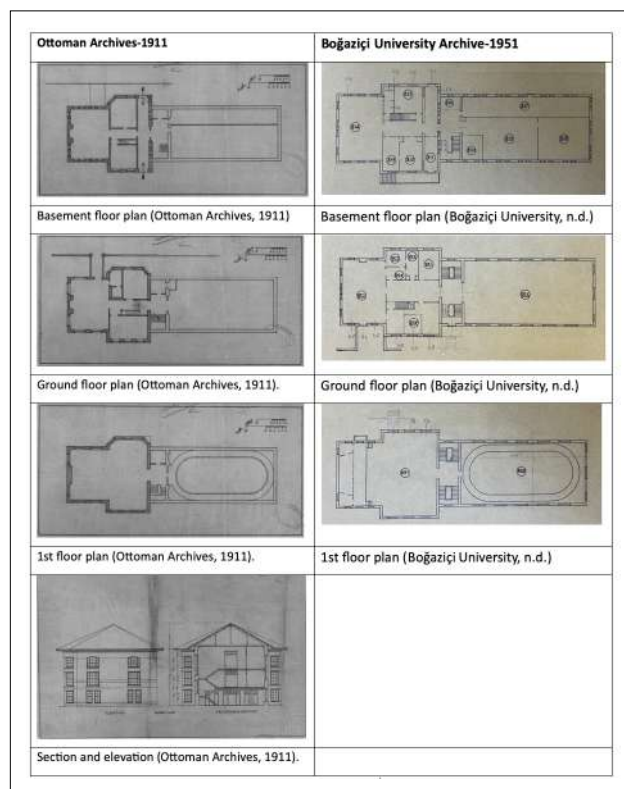 Ottoman Archives-1911
Boğaziçi University Archive-1951
Basement floor plan (Ottoman Archives, 1911)
Basement floor plan (Boğaziçi University, n.d.)
Ground floor plan (Ottoman Archives, 1911).
Ground floor plan (Boğaziçi University, n.d.)
1st floor plan (Ottoman Archives, 1911).
1st floor plan (Boğaziçi University, n.d.)
Section and elevation (Ottoman Archives, 1911).